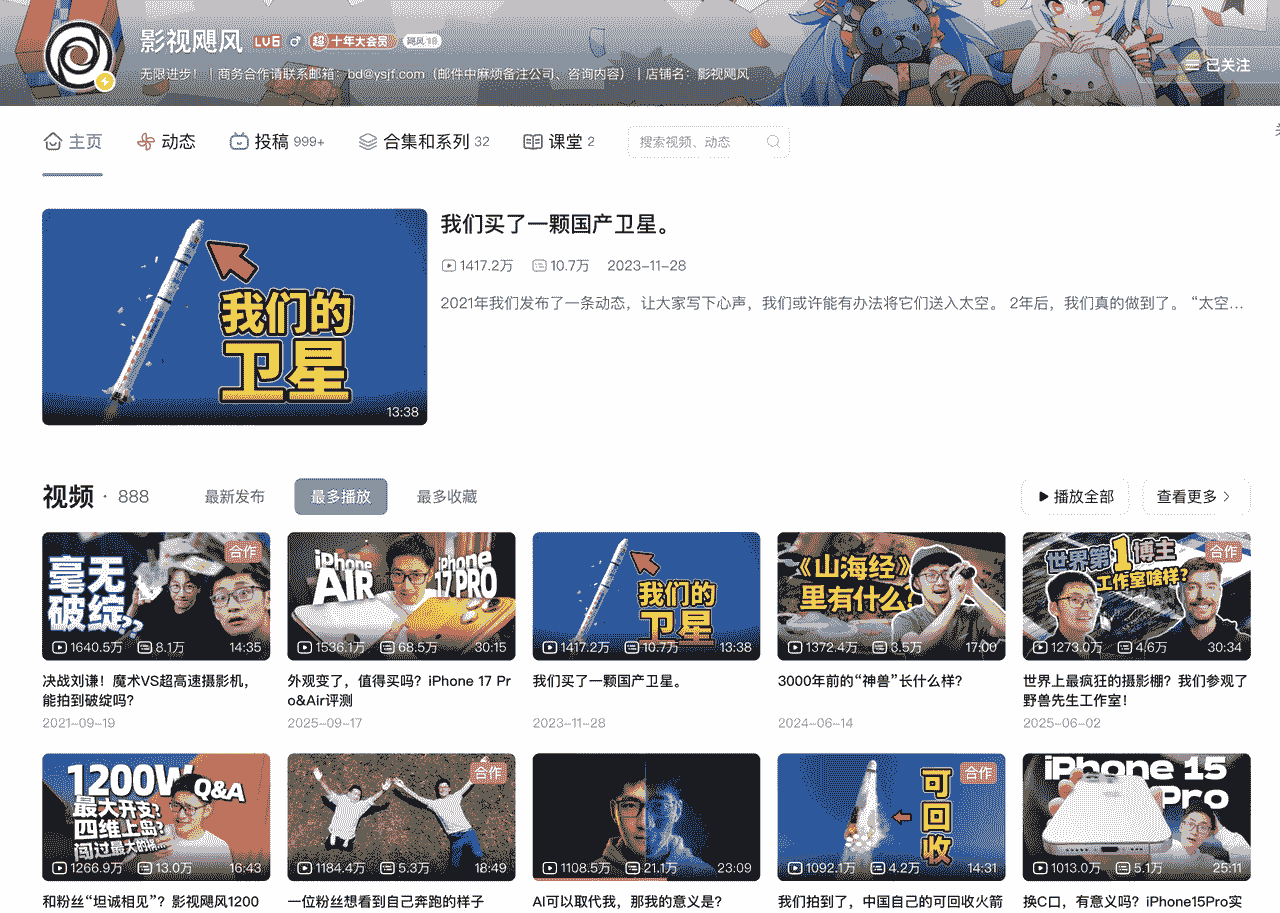 影视飓风 LV6 超 十年大会员
无限进步！｜商务合作请联系邮箱：bd@ysjf.com（邮件中麻烦备注公司、咨询内容）｜店铺名：影视飓风
已关注
主页 动态 投稿 999+ 合集和系列 32 课堂 2 搜索视频、动态
我们的
卫星
13:38
我们买了一颗国产卫星。
1417.2万 10.7万 2023-11-28
2021年我们发布了一条动态，让大家写下心声，我们或许能有办法将它们送入太空。 2年后，我们真的做到了。“太空...
视频 · 888 最新发布 最多播放 最多收藏 播放全部 查看更多
合作
毫无
破绽??
1640.5万 8.1万 14:35
决战刘谦！魔术VS超高速摄影机，
能拍到破绽吗？
2021-09-19
iPhone
AIR
iPhone
17 PRO
1536.1万 68.5万 30:15
外观变了，值得买吗？iPhone 17 Pr
o&Air评测
2025-09-17
我们的
卫星
1417.2万 10.7万 13:38
我们买了一颗国产卫星。
2023-11-28
《山海经》
里有什么?
1372.4万 3.5万 17:00
3000年前的“神兽”长什么样？
2024-06-14
世界第1博主
工作室啥样?
合作
1273.0万 4.6万 30:34
世界上最疯狂的摄影棚？我们参观了
野兽先生工作室！
2025-06-02
1200W Q&A
最大开支?
四维上岛?
闯过最大的祸...
1266.9万 13.0万 16:43
和粉丝“坦诚相见”？影视飓风1200
合作
1184.4万 5.3万 18:49
一位粉丝想看到自己奔跑的样子
1108.5万 21.1万 23:09
AI可以取代我，那我的意义是？
合作
可
回
收
1092.1万 4.2万 14:31
我们拍到了，中国自己的可回收火箭
iPhone 15
Pro
1013.0万 5.1万 25:11
换C口，有意义吗？iPhone15Pro实